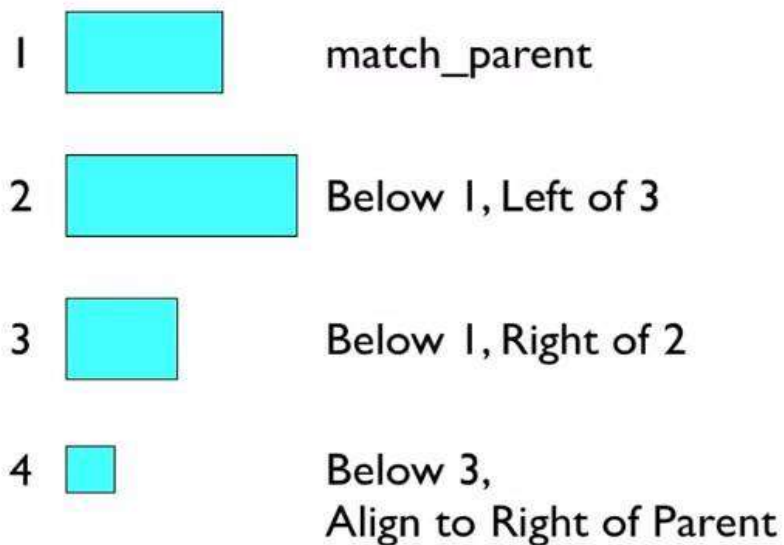 1 match_parent
2 Below 1, Left of 3
3 Below 1, Right of 2
4 Below 3,
Align to Right of Parent